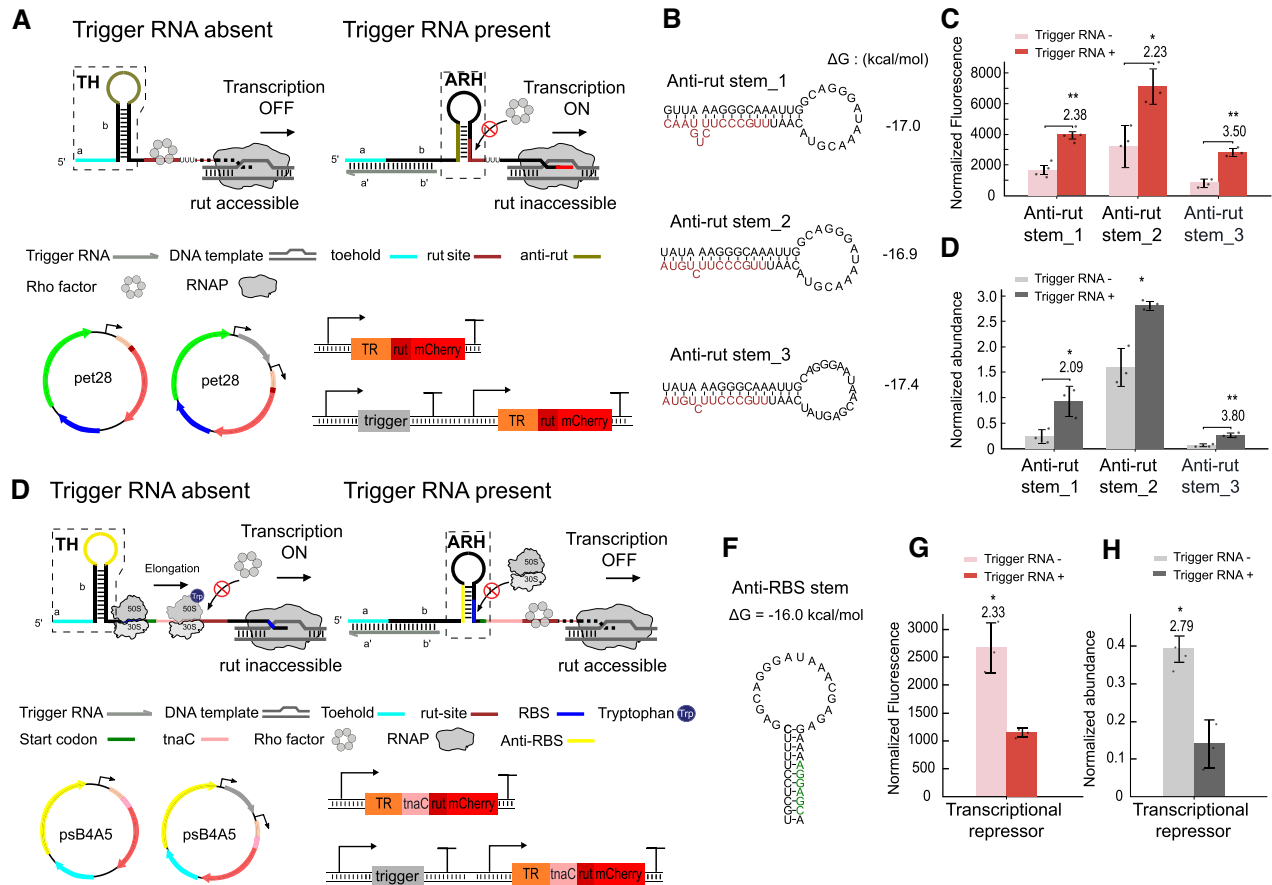 A
Trigger RNA absent
Trigger RNA present
TH
b
a
5'
UUU
Transcription
OFF
rut accessible
ARH
a
b
5'
a'
b'
UUU
Transcription
ON
rut inaccessible
Trigger RNA
DNA template
toehold
rut site
anti-rut
Rho factor
RNAP
pet28
pet28
TR
rut
mCherry
trigger
TR
rut
mCherry
B
ΔG : (kcal/mol)
Anti-rut stem_1
-17.0
Anti-rut stem_2
-16.9
Anti-rut stem_3
-17.4
C
Trigger RNA -
Trigger RNA +
Normalized Fluorescence
8000
6000
4000
2000
0
**
2.38
*
2.23
**
3.50
Anti-rut
stem_1
Anti-rut
stem_2
Anti-rut
stem_3
D
Trigger RNA -
Trigger RNA +
Normalized abundance
3.0
2.5
2.0
1.5
1.0
0.5
0
*
2.09
*
**
3.80
Anti-rut
stem_1
Anti-rut
stem_2
Anti-rut
stem_3
D
Trigger RNA absent
Trigger RNA present
TH
b
a
5'
Elongation
50S
30S
50S
30S
Trp
Transcription
ON
rut inaccessible
ARH
50S
30S
a
b
5'
a'
b'
Transcription
OFF
rut accessible
Trigger RNA
DNA template
Toehold
rut-site
RBS
Tryptophan
Trp
Start codon
tnaC
Rho factor
RNAP
Anti-RBS
psB4A5
psB4A5
TR
tnaC
rut
mCherry
trigger
TR
tnaC
rut
mCherry
F
Anti-RBS stem
ΔG = -16.0 kcal/mol
G
Trigger RNA -
Trigger RNA +
Normalized Fluorescence
3000
2500
2000
1500
1000
500
0
*
2.33
Transcriptional
repressor
H
Trigger RNA -
Trigger RNA +
Normalized abundance
0.4
0.3
0.2
0.1
0
*
2.79
Transcriptional
repressor